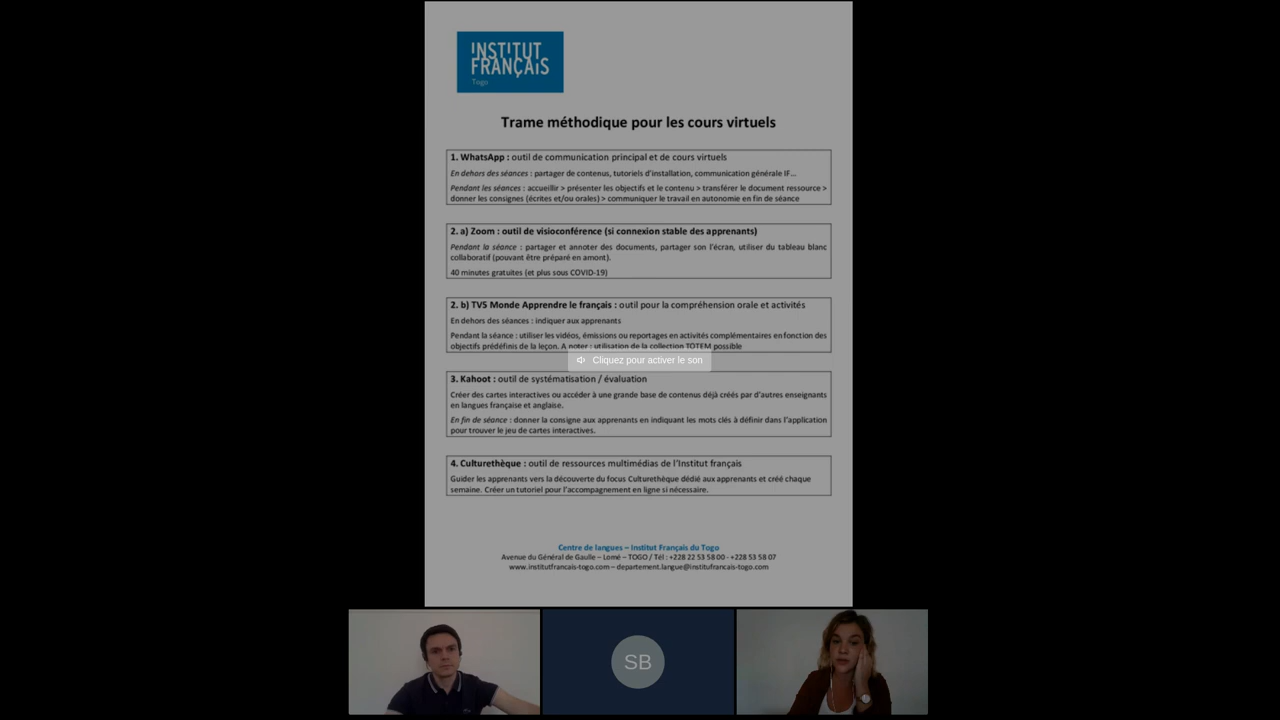 INSTITUT
FRANÇAIS
Togo
Trame méthodique pour les cours virtuels
1. WhatsApp : outil de communication principal et de cours virtuels
En dehors des séances : partager de contenus, tutoriels d'installation, communication générale IF...
Pendant les séances : accueillir > présenter les objectifs et le contenu > transférer le document ressource >
donner les consignes (écrites et/ou orales) > communiquer le travail en autonomie en fin de séance
2. a) Zoom : outil de visioconférence (si connexion stable des apprenants)
Pendant la séance : partager et annoter des documents, partager son l'écran, utiliser du tableau blanc
collaboratif (pouvant être préparé en amont).
40 minutes gratuites (et plus sous COVID-19)
2. b) TV5 Monde Apprendre le français : outil pour la compréhension orale et activités
En dehors des séances : indiquer aux apprenants
Pendant la séance : utiliser les vidéos, émissions ou reportages en activités complémentaires en fonction des
objectifs prédéfinis de la leçon. A noter : utilisation de la collection TOTEM possible
Cliquez pour activer le son
3. Kahoot : outil de systématisation / évaluation
Créer des cartes interactives ou accéder à une grande base de contenus déjà créés par d'autres enseignants
en langues française et anglaise.
En fin de séance : donner la consigne aux apprenants en indiquant les mots clés à définir dans l'application
pour trouver le jeu de cartes interactives.
4. Culturethèque : outil de ressources multimédias de l'Institut français
Guider les apprenants vers la découverte du focus Culturethèque dédié aux apprenants et créé chaque
semaine. Créer un tutoriel pour l'accompagnement en ligne si nécessaire.
Centre de langues – Institut Français du Togo
Avenue du Général de Gaulle – Lomé – TOGO / Tél : +228 22 53 58 00 - +228 53 58 07
www.institutfrancais-togo.com – departement.langue@institufrancais-togo.com
SB